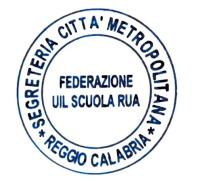 SEGRETERIA CITTA' METROPOLITANA
FEDERAZIONE
UIL SCUOLA RUA
* REGGIO CALABRIA *